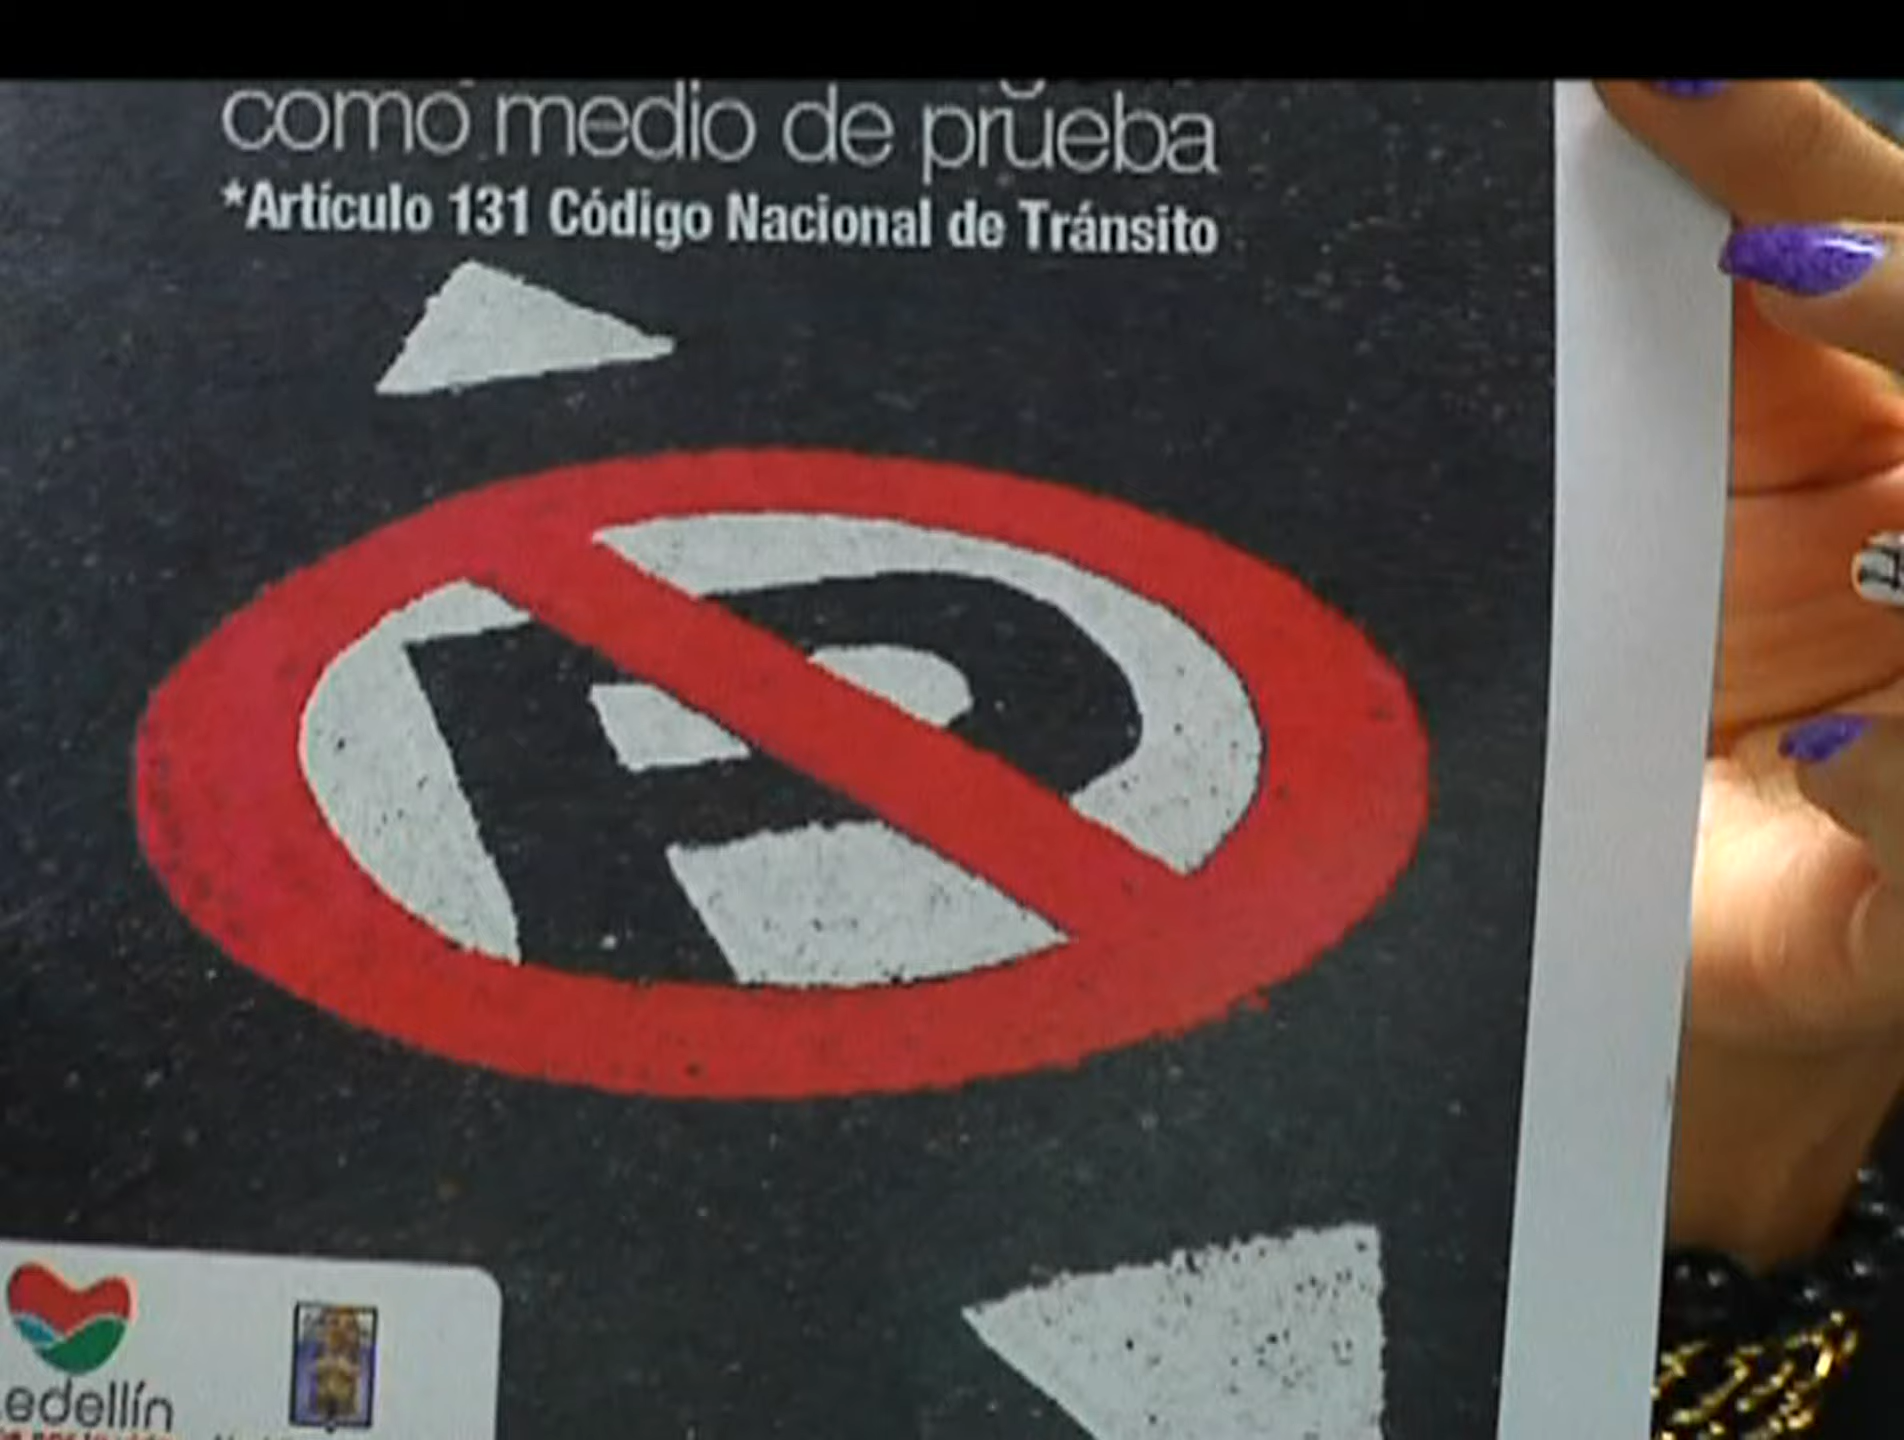 como medio de prueba
*Artículo 131 Código Nacional de Tránsito
P
edellín